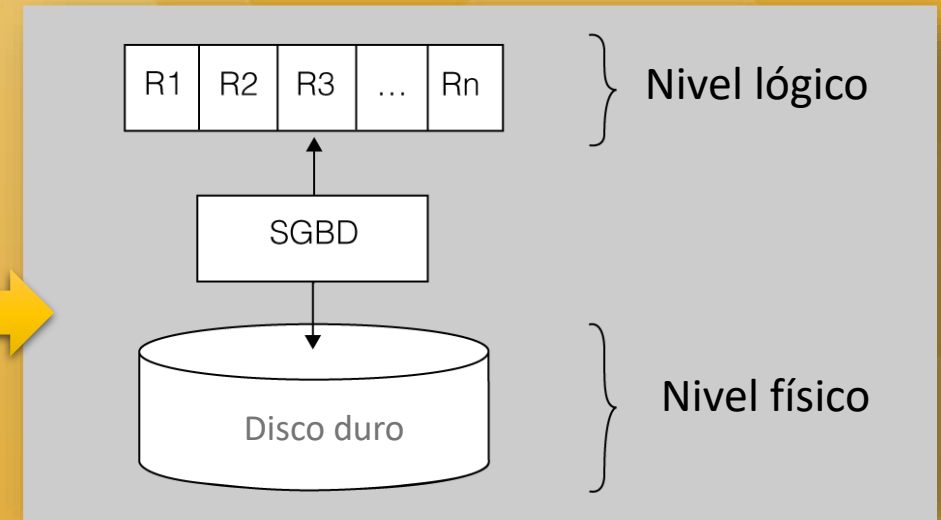 R1 R2 R3 ... Rn
Nivel lógico
SGBD
Disco duro
Nivel físico